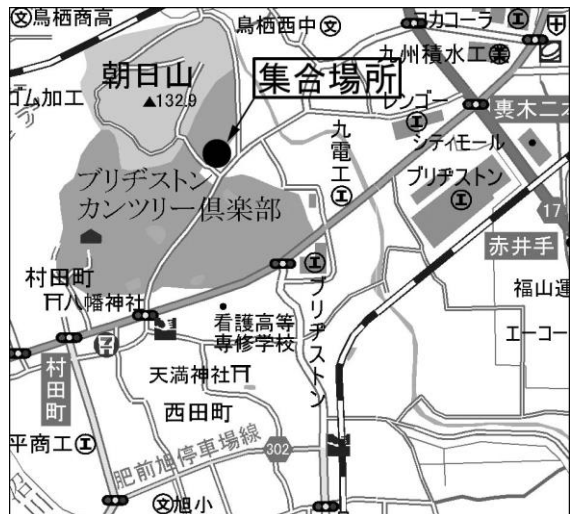 鳥栖商高
鳥栖西中
コカコーラ
九州積水工業
朝日山
集合場所
▲132.9
ゴム加工
レンゴー
九電工
シティモール
ブリヂストン
ブリヂストン
カンツリー倶楽部
17
赤井手
村田町
八幡神社
福山運
ブリヂストン
看護高等
専修学校
エーコー
村田町
天満神社
西田町
平商工
肥前旭停車場線
302
旭小